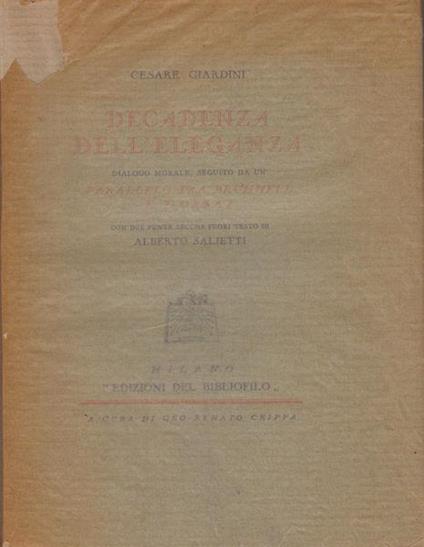 CESARE GIARDINI
DECADENZA
DELL'ELEGANZA
DIALOGO MORALE, SEGUITO DA UN
PARALLELO TRA BRUMMELL
E D'ORSAY
CON DUE PUNTE SECCHE FUORI TESTO DI
ALBERTO SALIETTI
MILANO
"EDIZIONI DEL BIBLIOFILO„
A CURA DI GEO RENATO CRIPPA